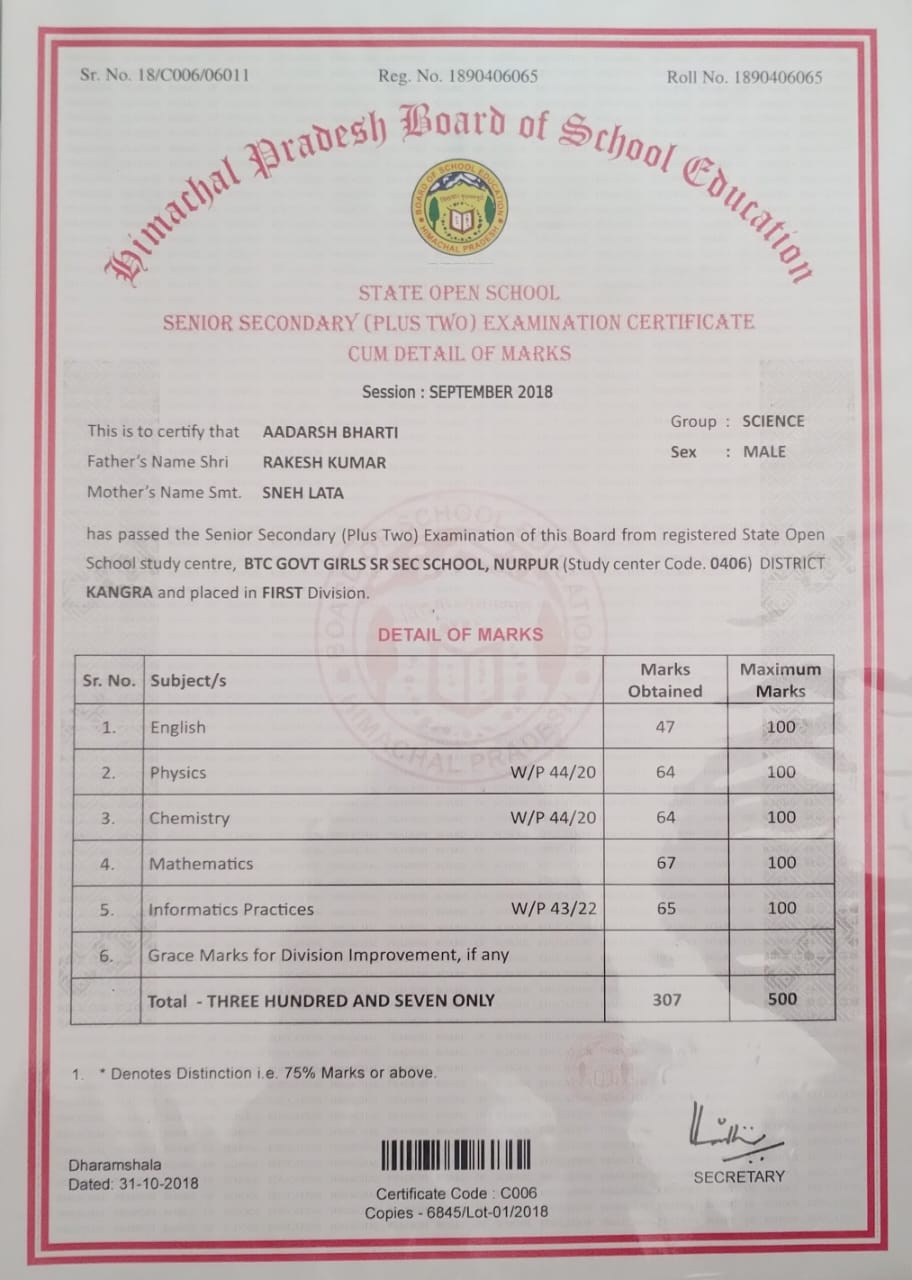 Sr. No. 18/C006/06011 Reg. No. 1890406065 Roll No. 1890406065
Himachal Pradesh Board of School Education
BOARD OF SCHOOL EDUCATION
HIMACHAL PRADESH
STATE OPEN SCHOOL
SENIOR SECONDARY (PLUS TWO) EXAMINATION CERTIFICATE
CUM DETAIL OF MARKS
Session : SEPTEMBER 2018
This is to certify that AADARSH BHARTI Group : SCIENCE
Father's Name Shri RAKESH KUMAR Sex : MALE
Mother's Name Smt. SNEH LATA
has passed the Senior Secondary (Plus Two) Examination of this Board from registered State Open
School study centre, BTC GOVT GIRLS SR SEC SCHOOL, NURPUR (Study center Code. 0406) DISTRICT
KANGRA and placed in FIRST Division.
DETAIL OF MARKS
Sr. No. Subject/s Marks Obtained Maximum Marks
1. English 47 100
2. Physics W/P 44/20 64 100
3. Chemistry W/P 44/20 64 100
4. Mathematics 67 100
5. Informatics Practices W/P 43/22 65 100
6. Grace Marks for Division Improvement, if any
Total - THREE HUNDRED AND SEVEN ONLY 307 500
1. * Denotes Distinction i.e. 75% Marks or above.
Dharamshala
Dated: 31-10-2018
Certificate Code : C006
Copies - 6845/Lot-01/2018
SECRETARY